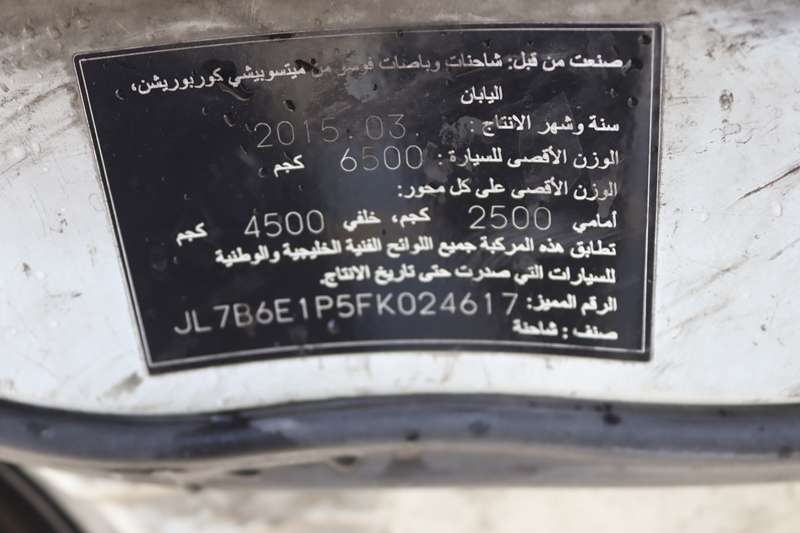 صنعت من قبل: شاحنات وباصات فوسو من ميتسوبيشي كوربوريشن،
اليابان
سنة وشهر الانتاج : 2015.03.
الوزن الأقصى للسيارة : 6500 كجم
الوزن الأقصى على كل محور:
أمامي 2500 كجم، خلفي 4500 كجم
تطابق هذه المركبة جميع اللوائح الفنية الخليجية والوطنية
للسيارات التي صدرت حتى تاريخ الانتاج.
الرقم المميز: JL7B6E1P5FK024617
صنف : شاحنة